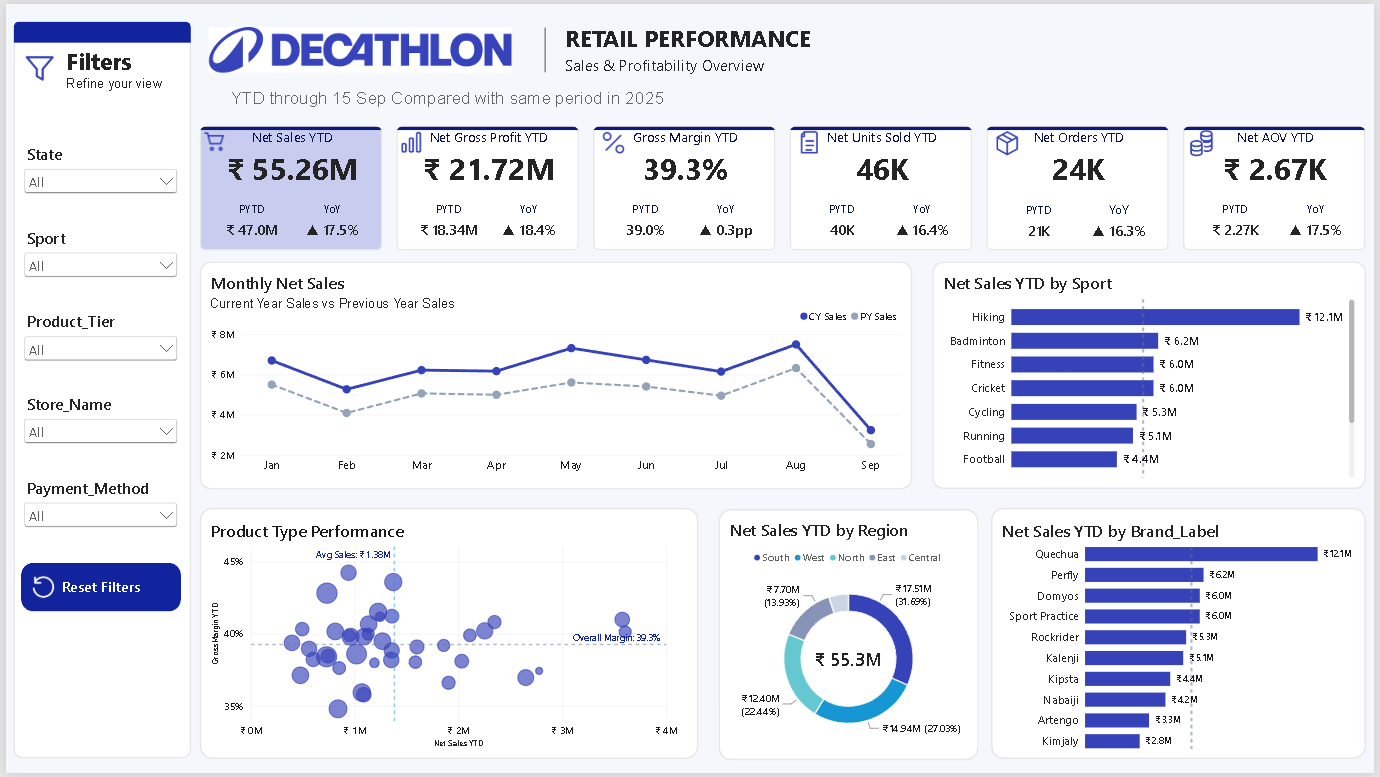 Filters
Refine your view
State
All
Sport
All
Product_Tier
All
Store_Name
All
Payment_Method
All
Reset Filters
DECATHLON
RETAIL PERFORMANCE
Sales & Profitability Overview
YTD through 15 Sep Compared with same period in 2025
Net Sales YTD
₹ 55.26M
PYTD YoY
₹ 47.0M ▲ 17.5%
Net Gross Profit YTD
₹ 21.72M
PYTD YoY
₹ 18.34M ▲ 18.4%
Gross Margin YTD
39.3%
PYTD YoY
39.0% ▲ 0.3pp
Net Units Sold YTD
46K
PYTD YoY
40K ▲ 16.4%
Net Orders YTD
24K
PYTD YoY
21K ▲ 16.3%
Net AOV YTD
₹ 2.67K
PYTD YoY
₹ 2.27K ▲ 17.5%
Monthly Net Sales
Current Year Sales vs Previous Year Sales
CY Sales PY Sales
₹ 8M
₹ 6M
₹ 4M
₹ 2M
Jan Feb Mar Apr May Jun Jul Aug Sep
Net Sales YTD by Sport
Hiking ₹ 12.1M
Badminton ₹ 6.2M
Fitness ₹ 6.0M
Cricket ₹ 6.0M
Cycling ₹ 5.3M
Running ₹ 5.1M
Football ₹ 4.4M
Product Type Performance
Avg Sales: ₹ 1.38M
45%
40%
35%
Gross Margin YTD
Overall Margin: 39.3%
₹ 0M ₹ 1M ₹ 2M ₹ 3M ₹ 4M
Net Sales YTD
Net Sales YTD by Region
South West North East Central
₹ 7.70M
(13.93%)
₹ 17.51M
(31.69%)
₹ 55.3M
₹ 12.40M
(22.44%)
₹ 14.94M (27.03%)
Net Sales YTD by Brand_Label
Quechua ₹ 12.1M
Perfly ₹ 6.2M
Domyos ₹ 6.0M
Sport Practice ₹ 6.0M
Rockrider ₹ 5.3M
Kalenji ₹ 5.1M
Kipsta ₹ 4.4M
Nabaiji ₹ 4.2M
Artengo ₹ 3.3M
Kimjaly ₹ 2.8M